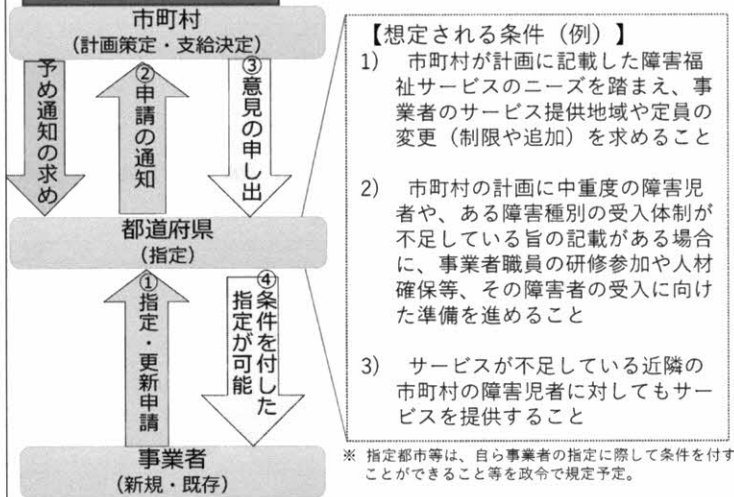 市町村
(計画策定・支給決定)
予め通知の求め
②申請の通知
③意見の申し出
都道府県
(指定)
①指定・更新申請
④条件を付した
指定が可能
事業者
(新規・既存)
【想定される条件（例）】
1) 市町村が計画に記載した障害福
祉サービスのニーズを踏まえ、事
業者のサービス提供地域や定員の
変更（制限や追加）を求めること
2) 市町村の計画に中重度の障害児
者や、ある障害種別の受入体制が
不足している旨の記載がある場合
に、事業者職員の研修参加や人材
確保等、その障害者の受入に向け
た準備を進めること
3) サービスが不足している近隣の
市町村の障害児者に対してもサー
ビスを提供すること
※ 指定都市等は、自ら事業者の指定に際して条件を付す
ことができること等を政令で規定予定。